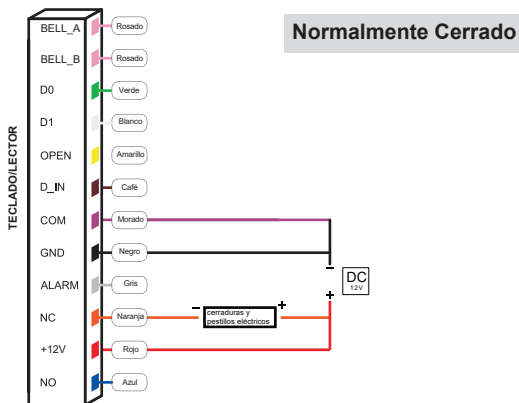 Normalmente Cerrado
TECLADO/LECTOR
BELL_A Rosado
BELL_B Rosado
D0 Verde
D1 Blanco
OPEN Amarillo
D_IN Café
COM Morado
GND Negro
ALARM Gris
NC Naranja
+12V Rojo
NO Azul
- cerraduras y +
pestillos eléctricos
-
DC
12V
+